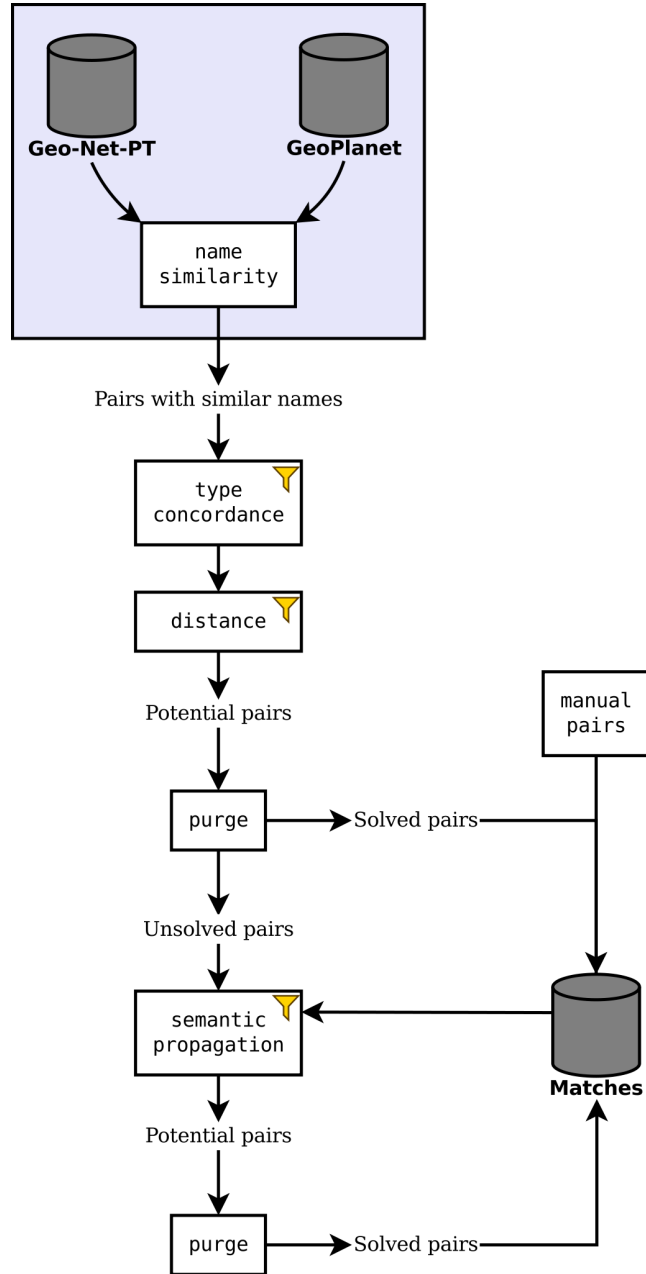 Geo-Net-PT
GeoPlanet
name
similarity
Pairs with similar names
type
concordance
distance
Potential pairs
manual
pairs
purge
Solved pairs
Unsolved pairs
semantic
propagation
Matches
Potential pairs
purge
Solved pairs